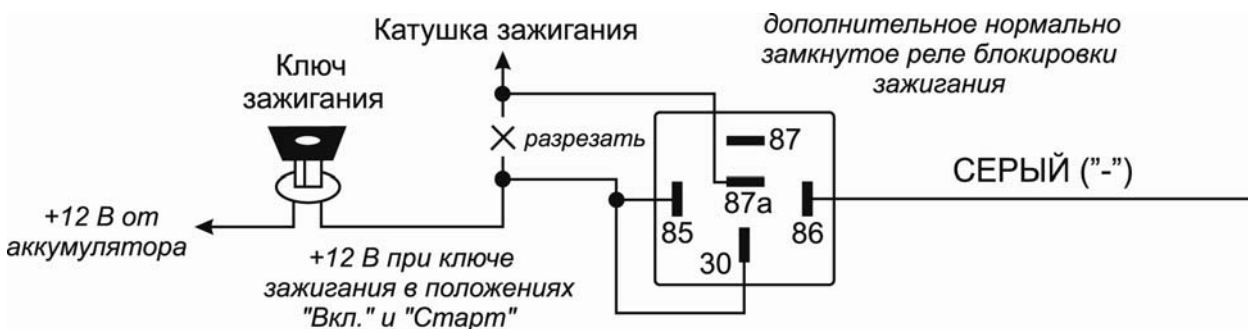 дополнительное нормально
замкнутое реле блокировки
зажигания
Катушка зажигания
Ключ
зажигания
разрезать
87
87a
85
86
30
СЕРЫЙ ("-")
+12 В от
аккумулятора
+12 В при ключе
зажигания в положениях
"Вкл." и "Старт"